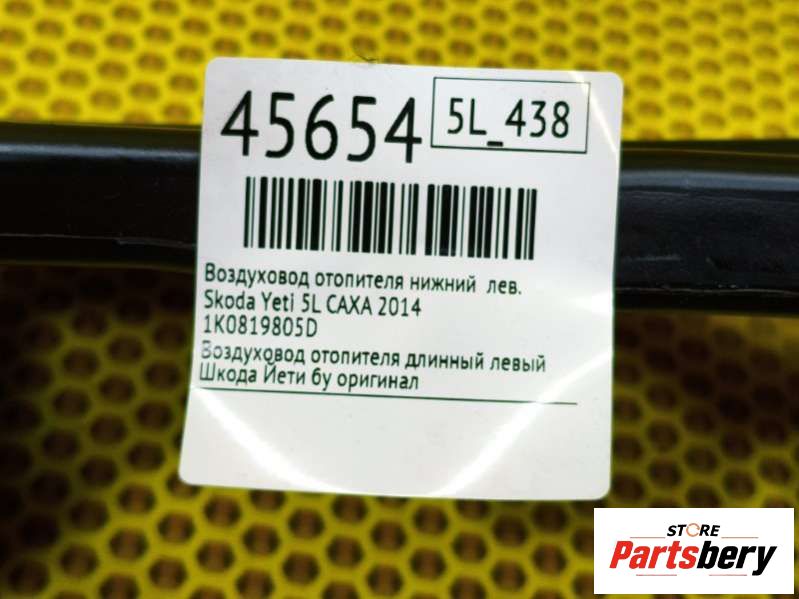 45654
5L_438
Воздуховод отопителя нижний лев.
Skoda Yeti 5L CAXA 2014
1K0819805D
Воздуховод отопителя длинный левый
Шкода Йети бу оригинал
STORE
Partsbery